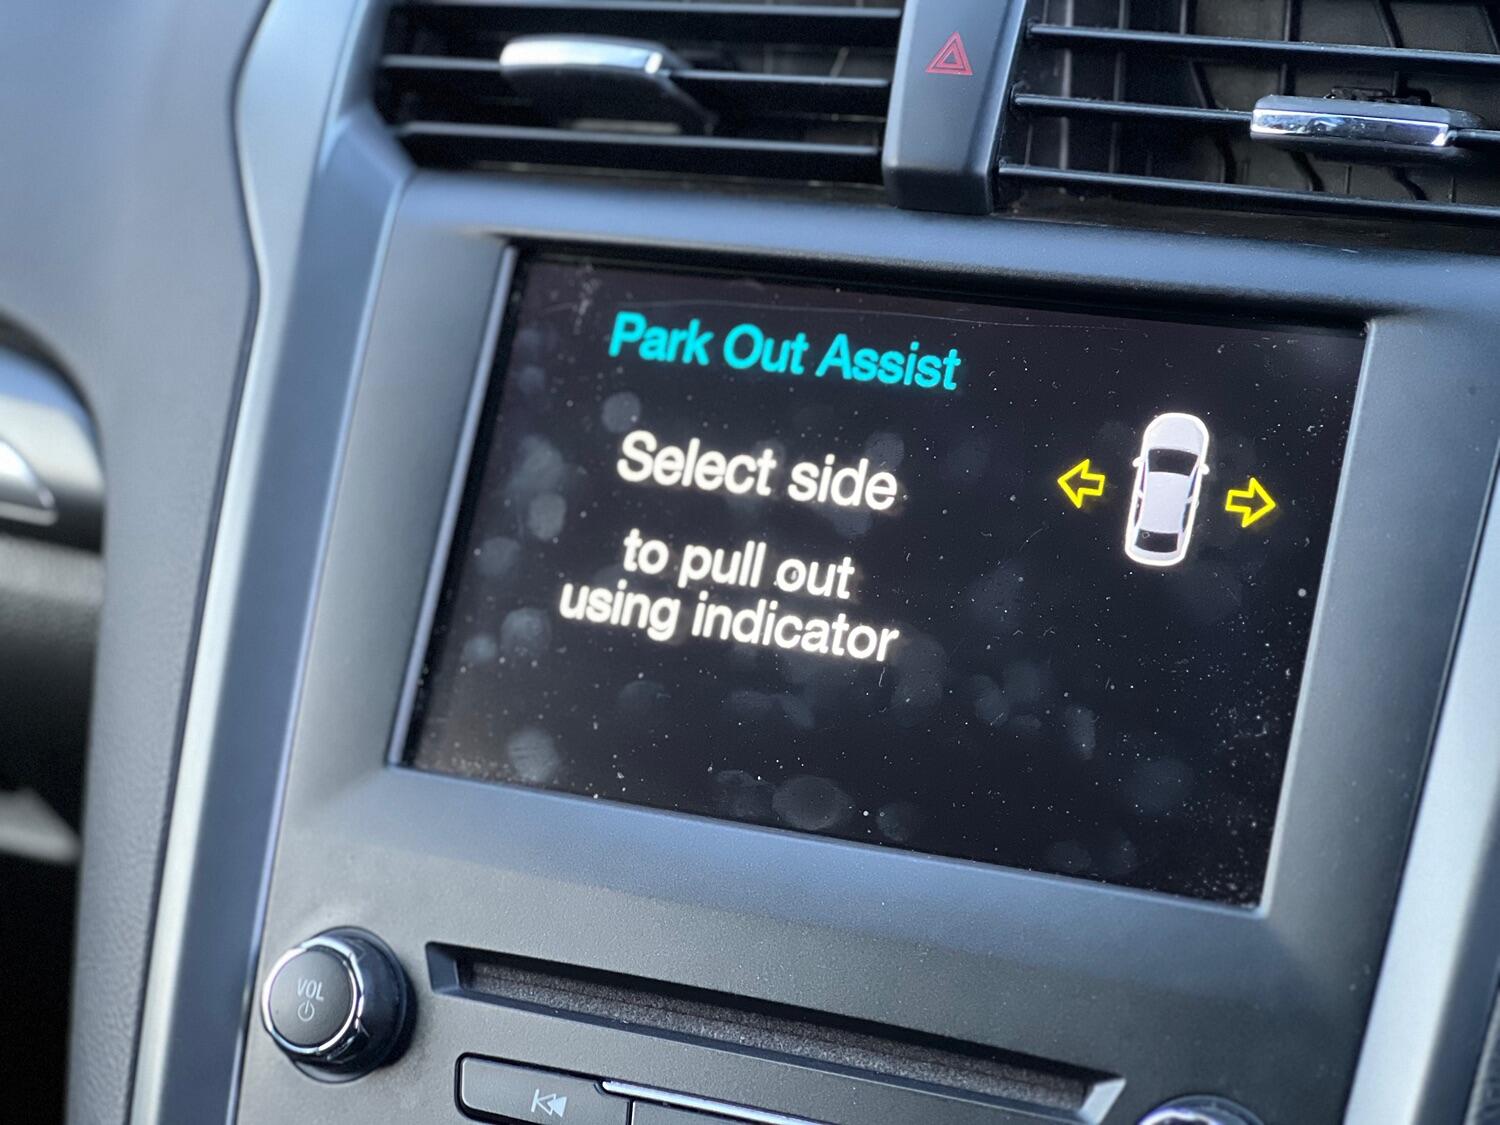 Park Out Assist
Select side
to pull out
using indicator
VOL